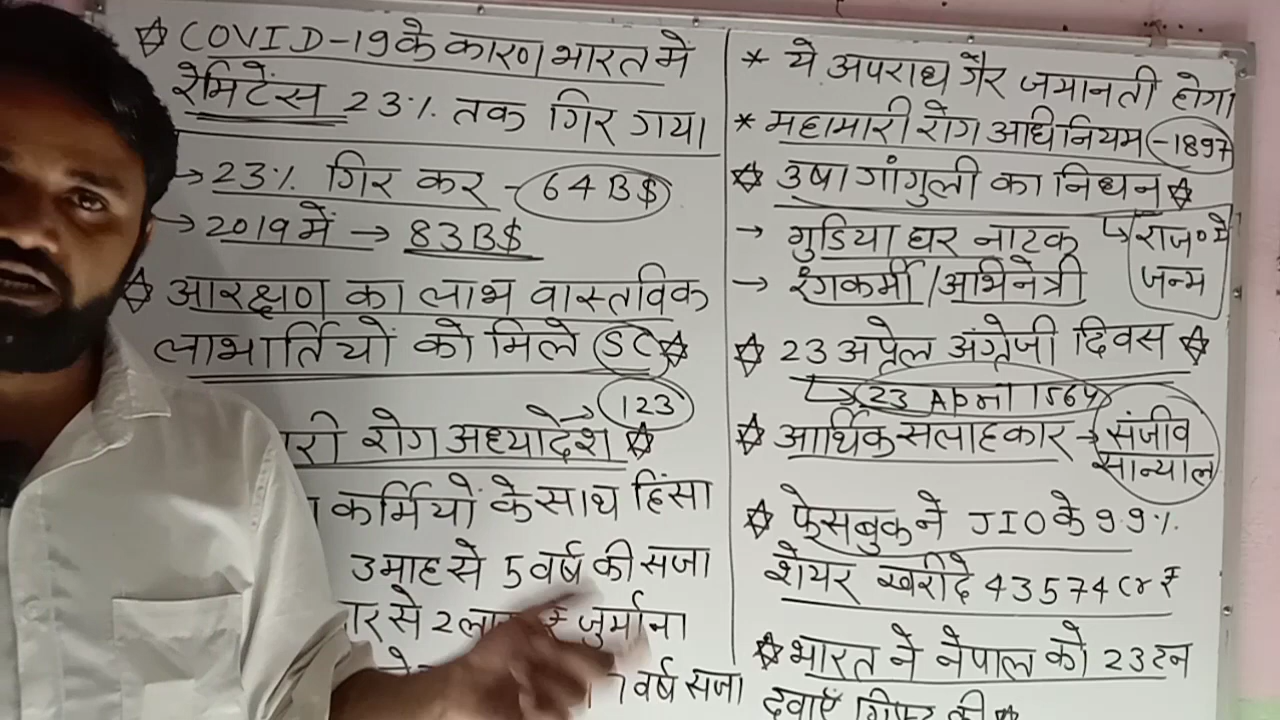 COVID-19 के कारण भारत में
रेमिटेंस 23% तक गिर गया
→ 23% गिर कर - 64 B$
→ 2019 में → 83 B$
आरक्षण का लाभ वास्तविक
लाभार्तियों को मिले SC
→ 123
री रोग अध्यादेश
कर्मियों के साथ हिंसा
3 माह से 5 वर्ष की सजा
से 2 ला ₹ जुर्माना
7 वर्ष सजा
* ये अपराध गैर जमानती होगा
* महामारी रोग अधिनियम - 1897
उषा गांगुली का निधन
→ गुडिया घर नाटक ↳ राज० में
→ रंगकर्मी / अभिनेत्री जन्म
23 अप्रेल अंग्रेजी दिवस
↳ 23 April 1564
आर्थिक सलाहकार → संजीव
सान्याल
फेसबुक ने JIO के 9.9%
शेयर खरीदे 43574 Cr ₹
भारत ने नेपाल को 23 टन
दवाएँ गिफ्ट की